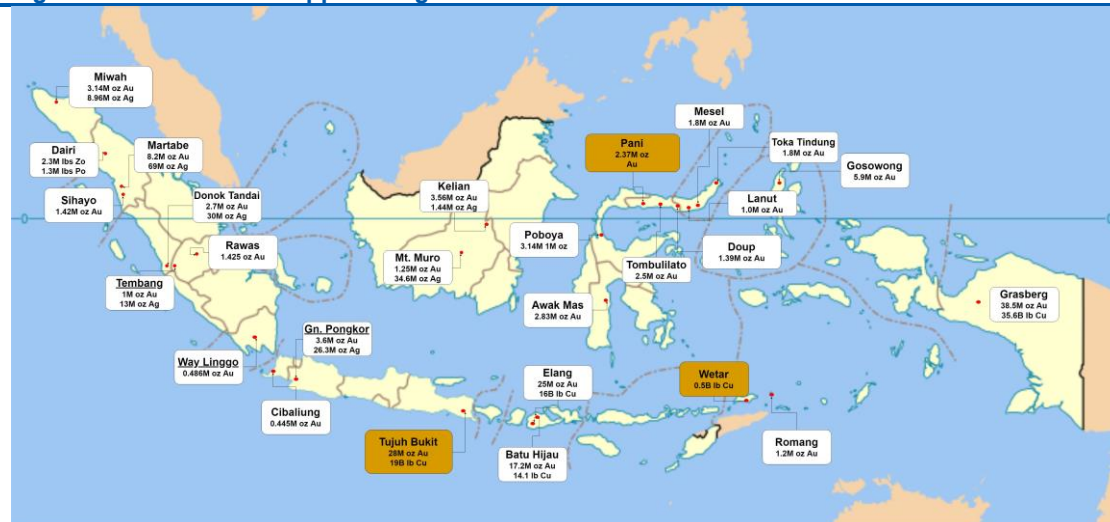 Miwah
3.14M oz Au
8.96M oz Ag
Dairi
2.3M lbs Zo
1.3M lbs Po
Martabe
8.2M oz Au
69M oz Ag
Sihayo
1.42M oz Au
Donok Tandai
2.7M oz Au
30M oz Ag
Rawas
1.425 oz Au
Tembang
1M oz Au
13M oz Ag
Way Linggo
0.486M oz Au
Gn. Pongkor
3.6M oz Au
26.3M oz Ag
Cibaliung
0.445M oz Au
Kelian
3.56M oz Au
1.44M oz Ag
Mt. Muro
1.25M oz Au
34.6M oz Ag
Tujuh Bukit
28M oz Au
19B lb Cu
Elang
25M oz Au
16B lb Cu
Batu Hijau
17.2M oz Au
14.1 lb Cu
Pani
2.37M oz
Au
Mesel
1.8M oz Au
Toka Tindung
1.8M oz Au
Gosowong
5.9M oz Au
Lanut
1.0M oz Au
Doup
1.39M oz Au
Tombulilato
2.5M oz Au
Poboya
3.14M 1M oz
Awak Mas
2.83M oz Au
Wetar
0.5B lb Cu
Romang
1.2M oz Au
Grasberg
38.5M oz Au
35.6B lb Cu
0